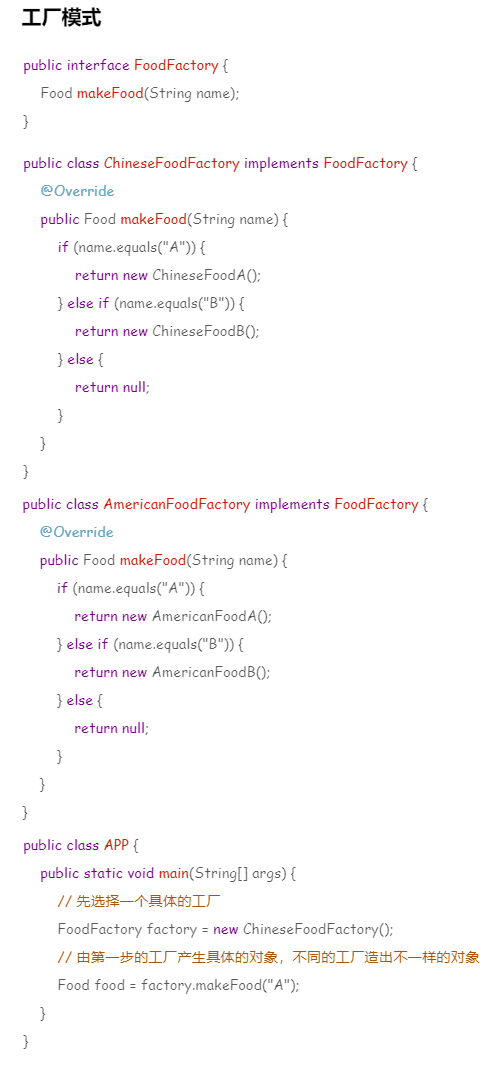 工厂模式
public interface FoodFactory {
Food makeFood(String name);
}
public class ChineseFoodFactory implements FoodFactory {
@Override
public Food makeFood(String name) {
if (name.equals("A")) {
return new ChineseFoodA();
} else if (name.equals("B")) {
return new ChineseFoodB();
} else {
return null;
}
}
}
public class AmericanFoodFactory implements FoodFactory {
@Override
public Food makeFood(String name) {
if (name.equals("A")) {
return new AmericanFoodA();
} else if (name.equals("B")) {
return new AmericanFoodB();
} else {
return null;
}
}
}
public class APP {
public static void main(String[] args) {
// 先选择一个具体的工厂
FoodFactory factory = new ChineseFoodFactory();
// 由第一步的工厂产生具体的对象，不同的工厂造出不一样的对象
Food food = factory.makeFood("A");
}
}